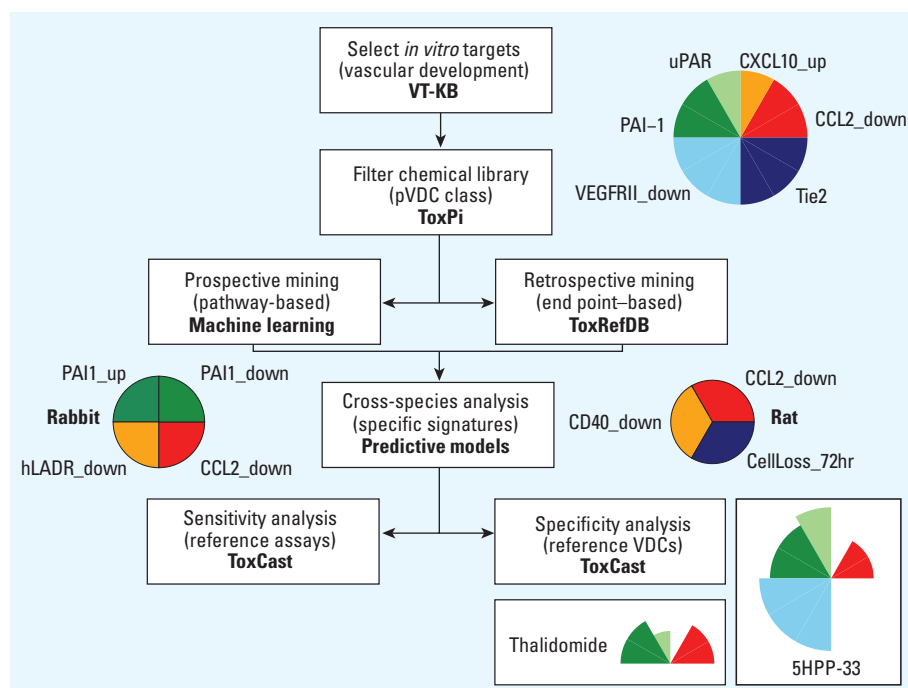 Select in vitro targets
(vascular development)
VT-KB
uPAR
CXCL10_up
PAI–1
CCL2_down
VEGFRII_down
Tie2
Filter chemical library
(pVDC class)
ToxPi
Prospective mining
(pathway-based)
Machine learning
Retrospective mining
(end point–based)
ToxRefDB
PAI1_up
PAI1_down
Rabbit
hLADR_down
CCL2_down
Cross-species analysis
(specific signatures)
Predictive models
CCL2_down
CD40_down
Rat
CellLoss_72hr
Sensitivity analysis
(reference assays)
ToxCast
Specificity analysis
(reference VDCs)
ToxCast
Thalidomide
5HPP-33